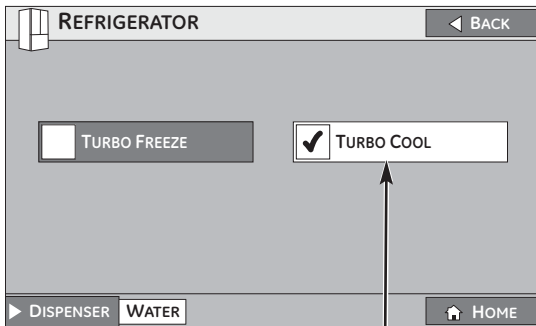 REFRIGERATOR
BACK
TURBO FREEZE
TURBO COOL
DISPENSER WATER
HOME